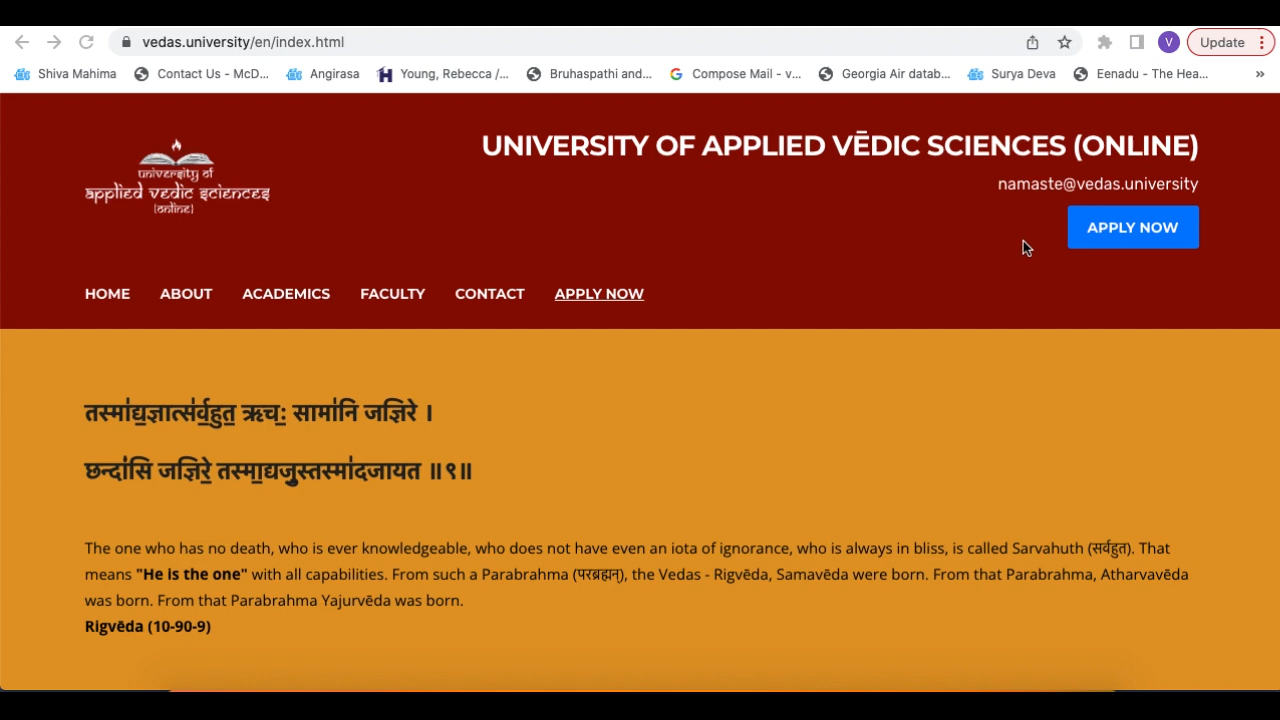 vedas.university/en/index.html
V
Update
Shiva Mahima
Contact Us - McD...
Angirasa
Young, Rebecca /...
Bruhaspathi and...
Compose Mail - v...
Georgia Air datab...
Surya Deva
Eenadu - The Hea...
»
university of
applied vedic sciences
(online)
UNIVERSITY OF APPLIED VĒDIC SCIENCES (ONLINE)
namaste@vedas.university
APPLY NOW
HOME ABOUT ACADEMICS FACULTY CONTACT APPLY NOW
तस्मा॑द्य॒ज्ञात्स॑र्व॒हुत॒ ऋचः॒ सामा॑नि जज्ञिरे ।
छन्दां॑सि जज्ञिरे॒ तस्मा॒द्यजु॒स्तस्मा॑दजायत ॥९॥
The one who has no death, who is ever knowledgeable, who does not have even an iota of ignorance, who is always in bliss, is called Sarvahuth (सर्वहुत). That
means "He is the one" with all capabilities. From such a Parabrahma (परब्रह्मन्), the Vedas - Rigvēda, Samavēda were born. From that Parabrahma, Atharvavēda
was born. From that Parabrahma Yajurvēda was born.
Rigvēda (10-90-9)